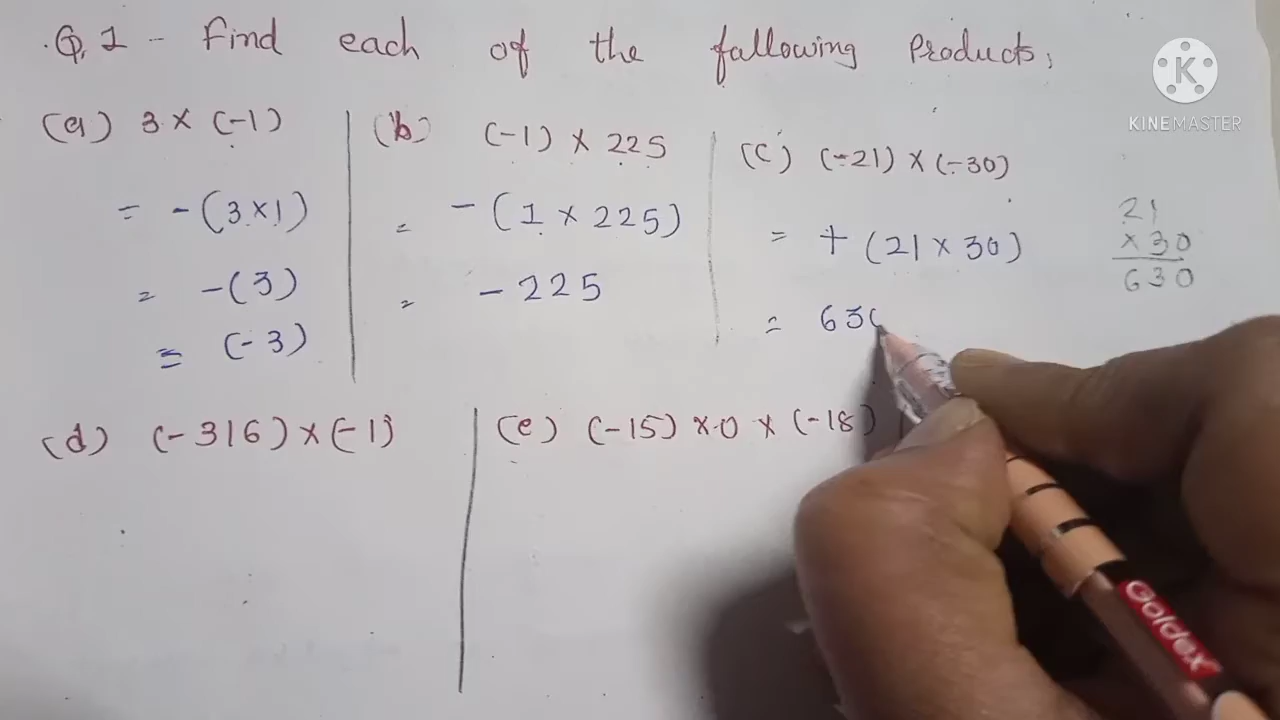 Q.1 - Find each of the fallowing Products;
(a) 3 × (-1)
= -(3×1)
= -(3)
= (-3)
(b) (-1) × 225
= -(1 × 225)
= -225
(c) (-21) × (-30)
= + (21 × 30)
= 630
21
×30
630
(d) (-316) × (-1)
(e) (-15) × 0 × (-18)
KINEMASTER
Goldex